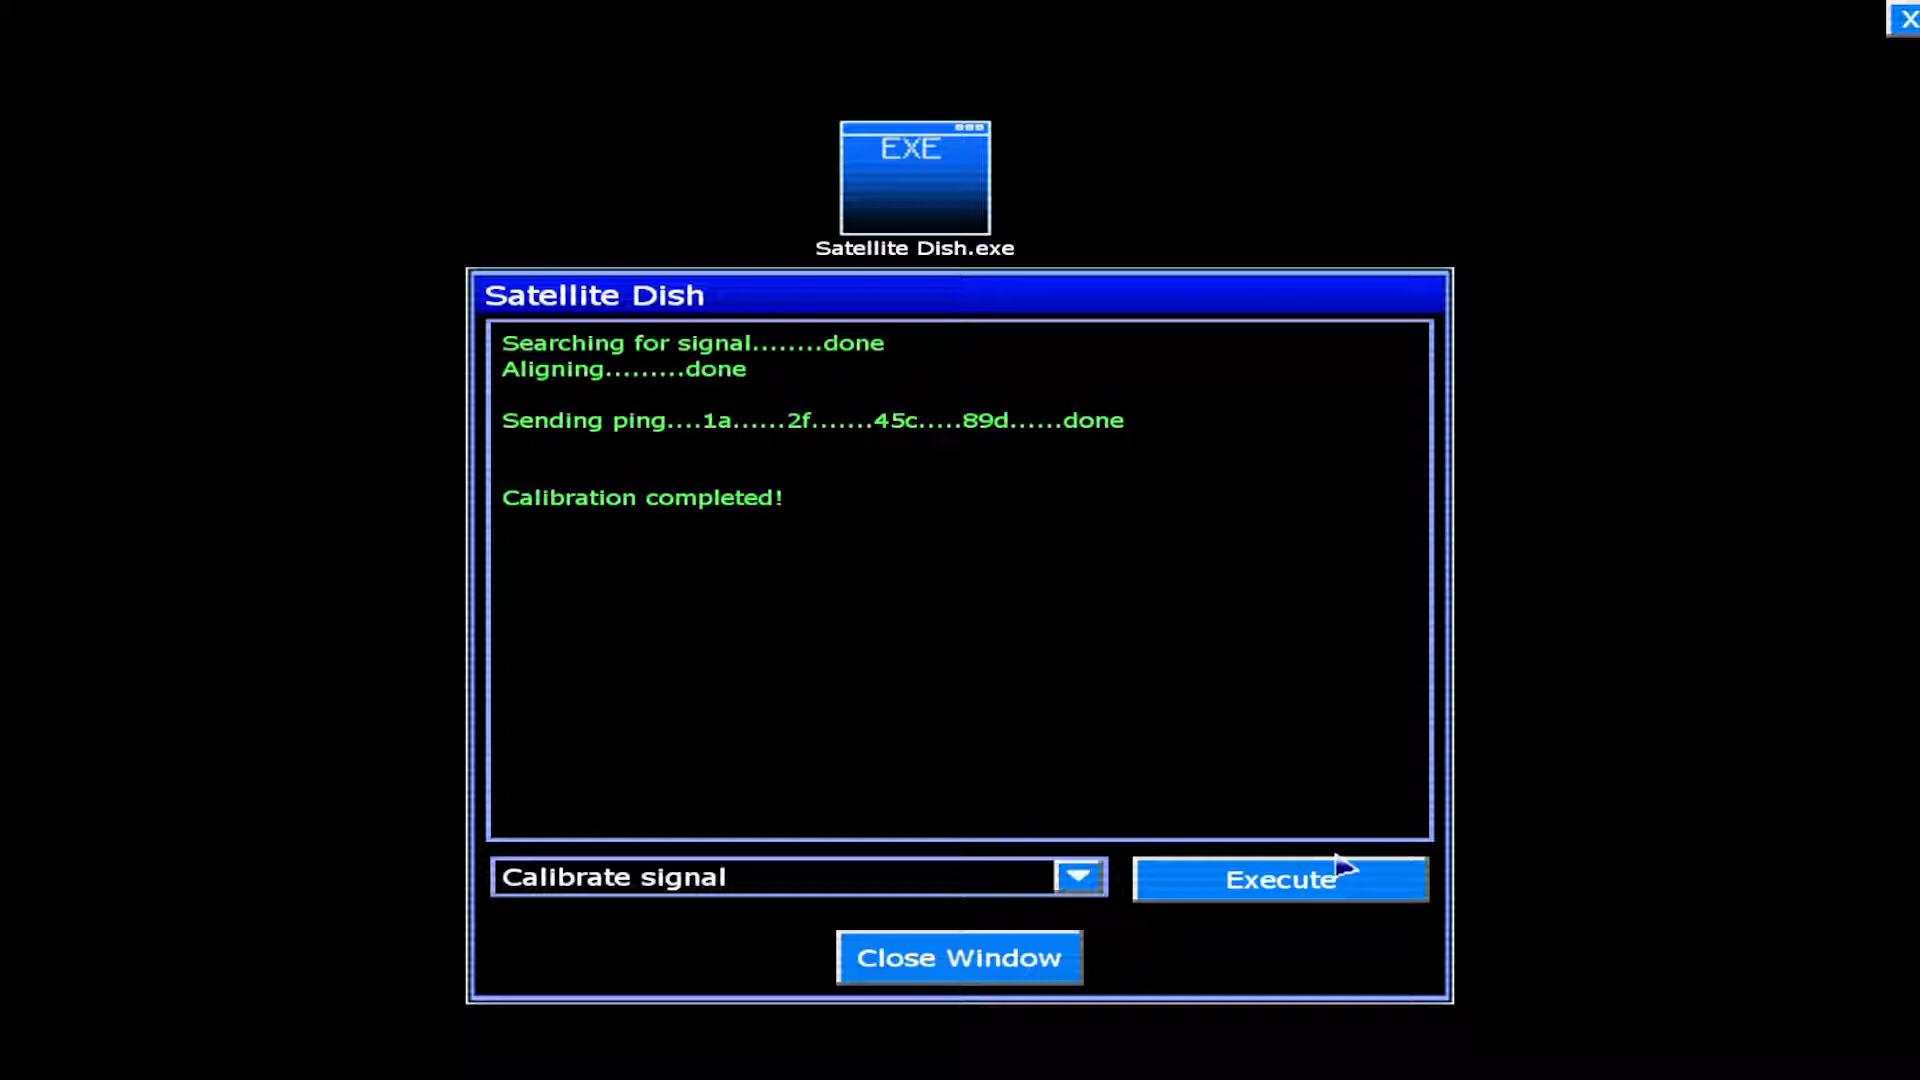 X
EXE
Satellite Dish.exe
Satellite Dish
Searching for signal........done
Aligning.........done
Sending ping....1a......2f.......45c.....89d......done
Calibration completed!
Calibrate signal
Execute
Close Window